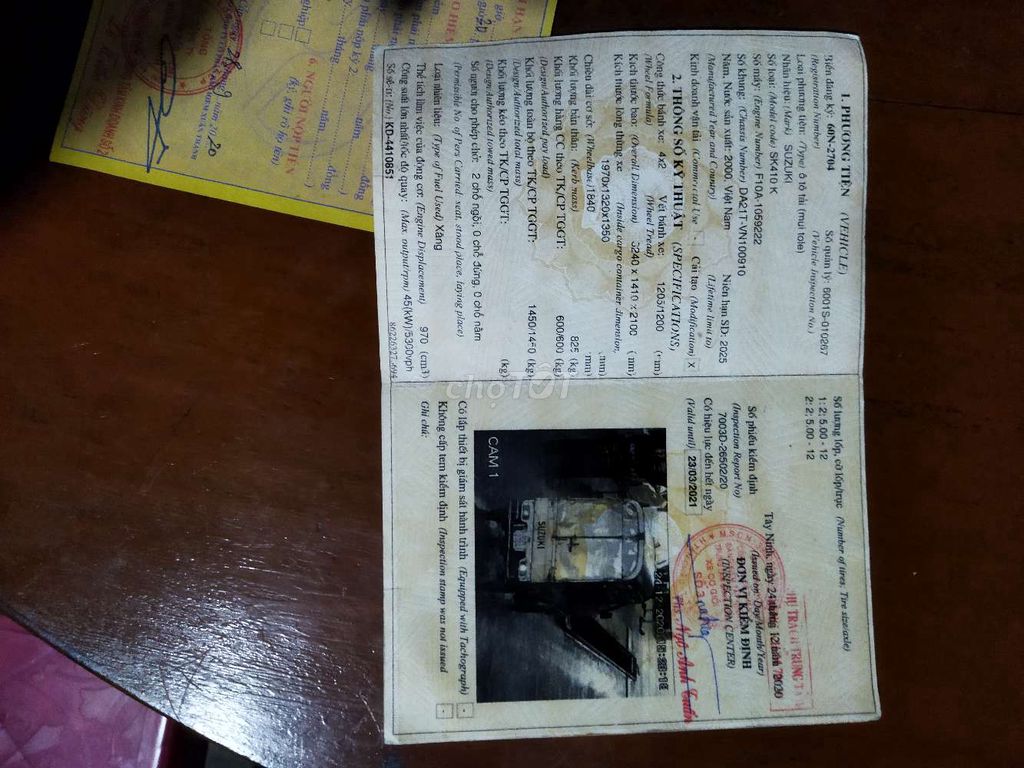 1. PHƯƠNG TIỆN (VEHICLE)
Biển đăng ký: 60N-2704 Số quản lý: 6001S-010267
(Registration Number) (Vehicle Inspection No.)
Loại phương tiện: (Type) ô tô tải (mui tole)
Nhãn hiệu: (Mark) SUZUKI
Số loại: (Model code) SK410 K
Số máy: (Engine Number) F10A-1059222
Số khung: (Chassis Number) DA21T-VN100910
Năm, Nước sản xuất: 2000, Việt Nam Niên hạn SD: 2025
(Manufactured Year and Country) (Lifetime limit to)
Kinh doanh vận tải (Commercial Use) Cải tạo (Modification) X
2. THÔNG SỐ KỸ THUẬT (SPECIFICATIONS)
Công thức bánh xe: 4x2 Vết bánh xe: 1205/1200 (mm)
(Wheel Formula) (Wheel Tread)
Kích thước bao: (Overall Dimension) 3240 x 1410 x 2100 (mm)
Kích thước lòng thùng xe (Inside cargo container dimension)
1970x1320x1350 (mm)
Chiều dài cơ sở: (Wheelbase) 1840 (mm)
Khối lượng bản thân: (Kerb mass) 825 (kg)
Khối lượng hàng CC theo TK/CP TGGT: 600/600 (kg)
(Design/Authorized pay load)
Khối lượng toàn bộ theo TK/CP TGGT: 1450/1450 (kg)
(Design/Authorized total mass)
Khối lượng kéo theo TK/CP TGGT: (kg)
(Design/Authorized towed mass)
Số người cho phép chở: 2 chỗ ngồi, 0 chỗ đứng, 0 chỗ nằm
(Permissible No. of Pers Carried: seat, stood place, laying place)
Loại nhiên liệu: (Type of Fuel Used) Xăng
Thể tích làm việc của động cơ: (Engine Displacement) 970 (cm3)
Công suất lớn nhất/tốc độ quay: (Max. output/rpm) 45(kW)/5300vph
Số sê-ri: (No) KD-4410851
Số lượng lốp, cỡ lốp/trục (Number of tires; Tire size/axle)
1: 2; 5.00 - 12
2: 2; 5.00 - 12
Số phiếu kiểm định
(Inspection Report No)
7003D-26502/20
Có hiệu lực đến hết ngày
(Valid until) 23/03/2021
Tây Ninh, ngày 24 tháng 12 năm 2020
(Issued on: Day/Month/Year)
ĐƠN VỊ KIỂM ĐỊNH
(INSPECTION CENTER)
XE CƠ GIỚI
SUZUKI
CAM 1
Có lắp thiết bị giám sát hành trình (Equipped with Tachograph)
Không cấp tem kiểm định (Inspection stamp was not issued)
Ghi chú:
6. NGƯỜI NỘP TIỀN
(Ký, ghi rõ họ tên)
chợTỐT